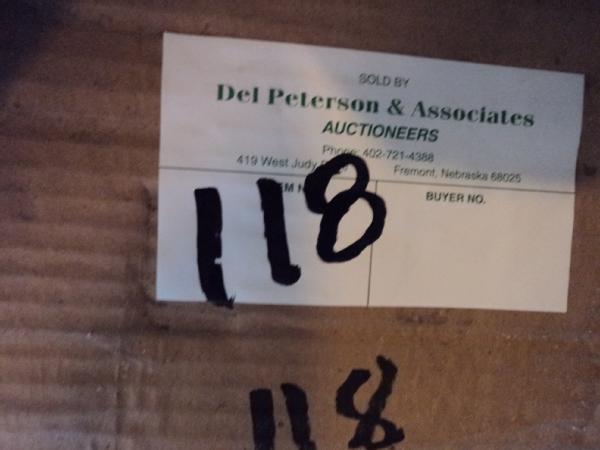 SOLD BY
Del Peterson & Associates
AUCTIONEERS
Phone: 402-721-4388
419 West Judy Fremont, Nebraska 68025
BUYER NO.
118
118